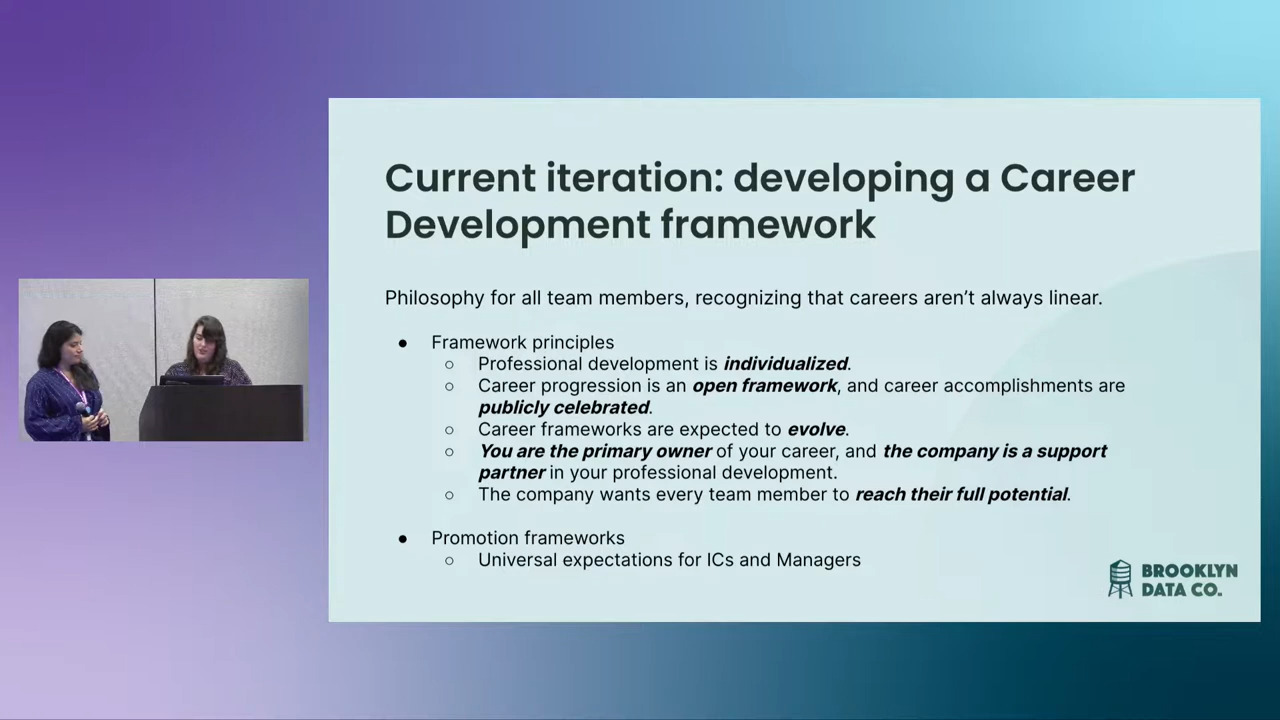 Current iteration: developing a Career
Development framework
Philosophy for all team members, recognizing that careers aren't always linear.
● Framework principles
○ Professional development is individualized.
○ Career progression is an open framework, and career accomplishments are
publicly celebrated.
○ Career frameworks are expected to evolve.
○ You are the primary owner of your career, and the company is a support
partner in your professional development.
○ The company wants every team member to reach their full potential.
● Promotion frameworks
○ Universal expectations for ICs and Managers
BROOKLYN
DATA CO.